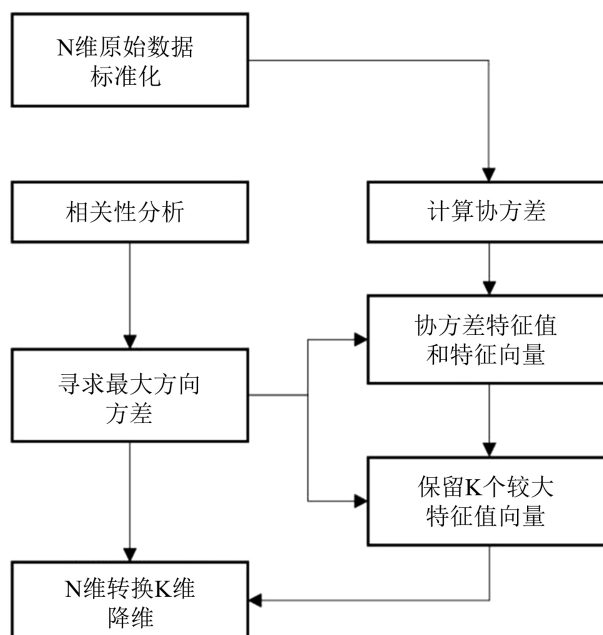 N维原始数据
标准化
相关性分析
计算协方差
协方差特征值
和特征向量
寻求最大方向
方差
保留K个较大
特征值向量
N维转换K维
降维